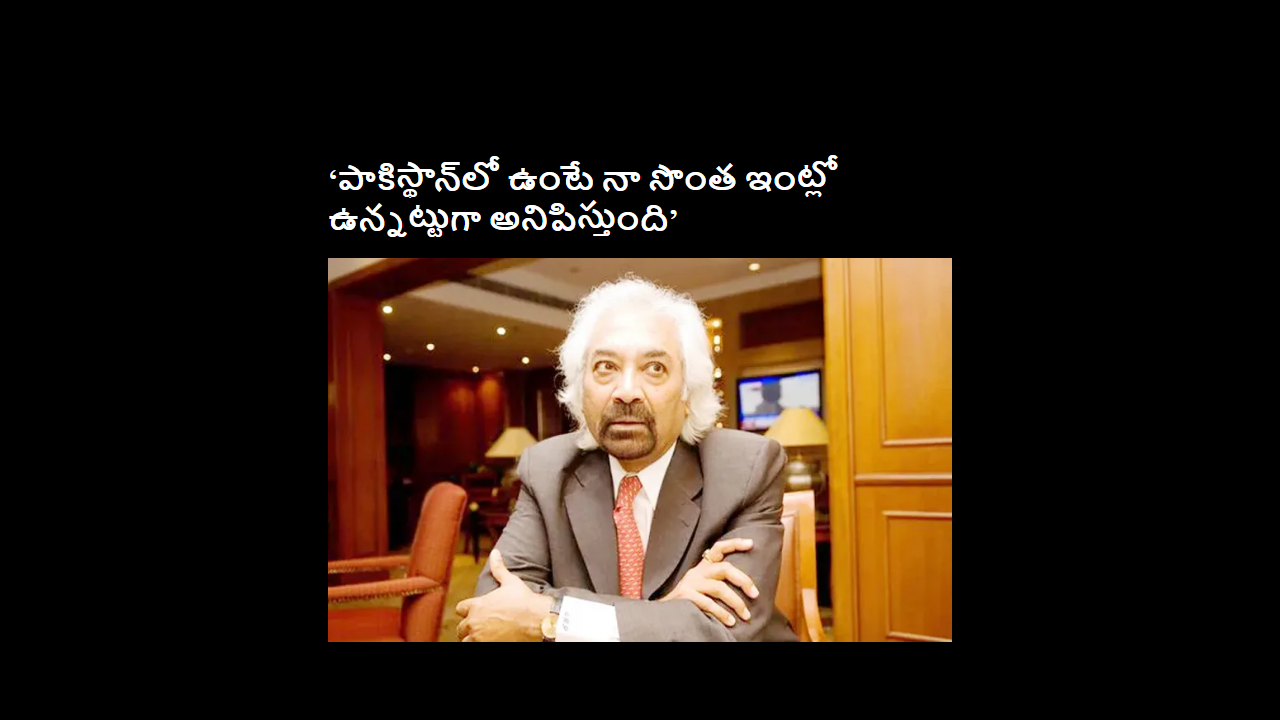 ‘పాకిస్థాన్‌లో ఉంటే నా సొంత ఇంట్లో
ఉన్నట్టుగా అనిపిస్తుంది’